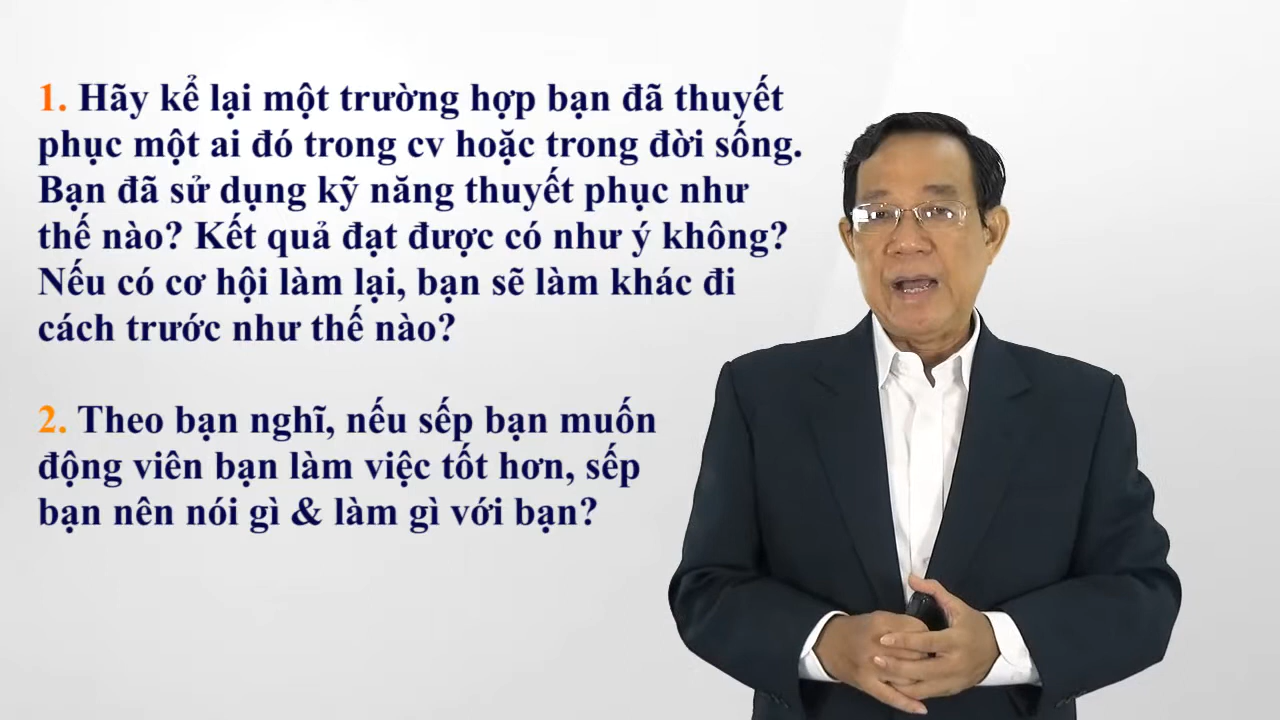 1. Hãy kể lại một trường hợp bạn đã thuyết
phục một ai đó trong cv hoặc trong đời sống.
Bạn đã sử dụng kỹ năng thuyết phục như
thế nào? Kết quả đạt được có như ý không?
Nếu có cơ hội làm lại, bạn sẽ làm khác đi
cách trước như thế nào?
2. Theo bạn nghĩ, nếu sếp bạn muốn
động viên bạn làm việc tốt hơn, sếp
bạn nên nói gì & làm gì với bạn?